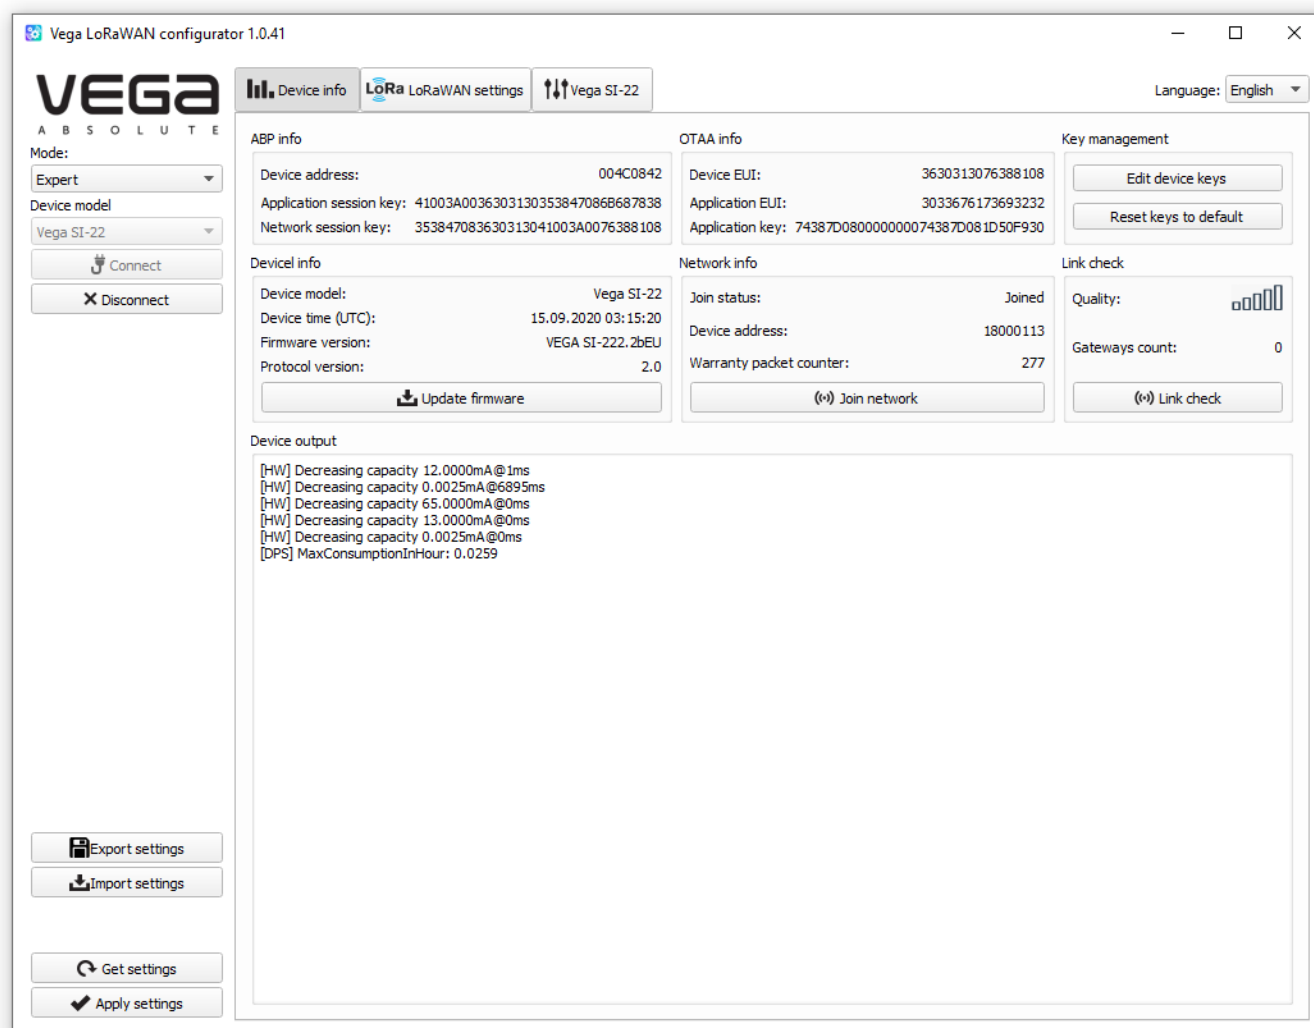 Vega LoRaWAN configurator 1.0.41
VEGA
ABSOLUTE
Mode:
Expert
Device model
Vega SI-22
Connect
Disconnect
Export settings
Import settings
Get settings
Apply settings
Device info
LoRa LoRaWAN settings
Vega SI-22
Language: English
ABP info
Device address: 004C0842
Application session key: 41003A0036303130353847086B687838
Network session key: 353847083630313041003A0076388108
OTAA info
Device EUI: 3630313076388108
Application EUI: 3033676173693232
Application key: 74387D080000000074387D081D50F930
Key management
Edit device keys
Reset keys to default
Devicel info
Device model: Vega SI-22
Device time (UTC): 15.09.2020 03:15:20
Firmware version: VEGA SI-222.2bEU
Protocol version: 2.0
Update firmware
Network info
Join status: Joined
Device address: 18000113
Warranty packet counter: 277
Join network
Link check
Quality:
Gateways count: 0
Link check
Device output
[HW] Decreasing capacity 12.0000mA@1ms
[HW] Decreasing capacity 0.0025mA@6895ms
[HW] Decreasing capacity 65.0000mA@0ms
[HW] Decreasing capacity 13.0000mA@0ms
[HW] Decreasing capacity 0.0025mA@0ms
[DPS] MaxConsumptionInHour: 0.0259